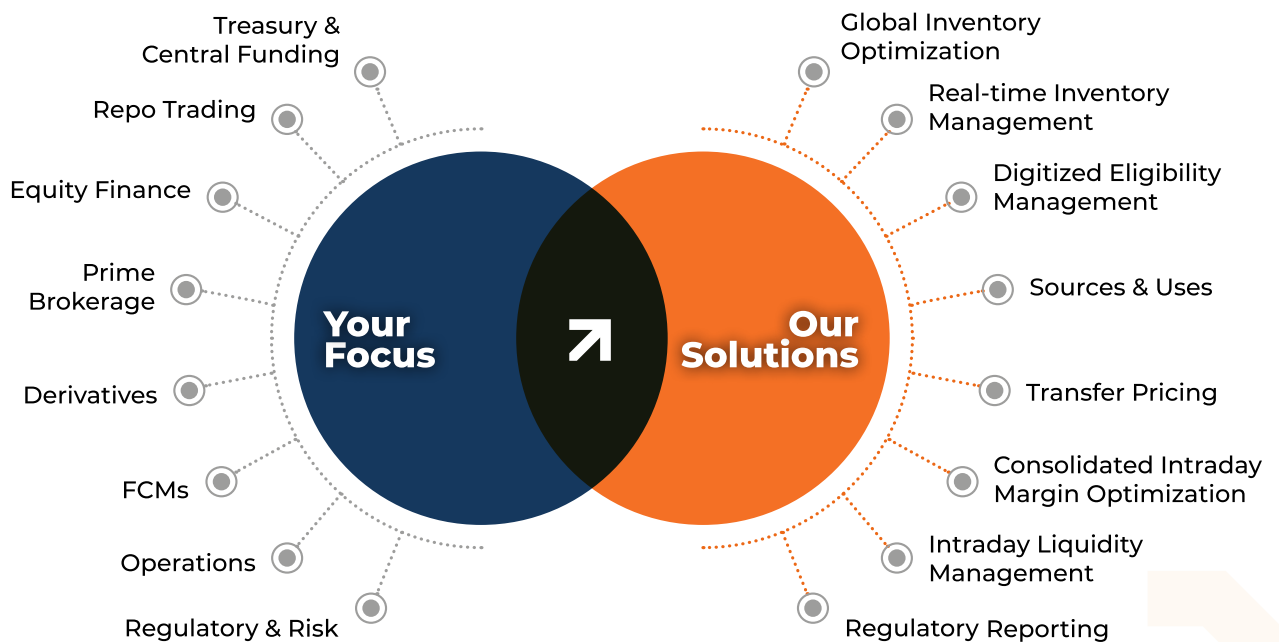 Treasury &
Central Funding
Repo Trading
Equity Finance
Prime
Brokerage
Derivatives
FCMs
Operations
Regulatory & Risk
Your
Focus
Our
Solutions
Global Inventory
Optimization
Real-time Inventory
Management
Digitized Eligibility
Management
Sources & Uses
Transfer Pricing
Consolidated Intraday
Margin Optimization
Intraday Liquidity
Management
Regulatory Reporting